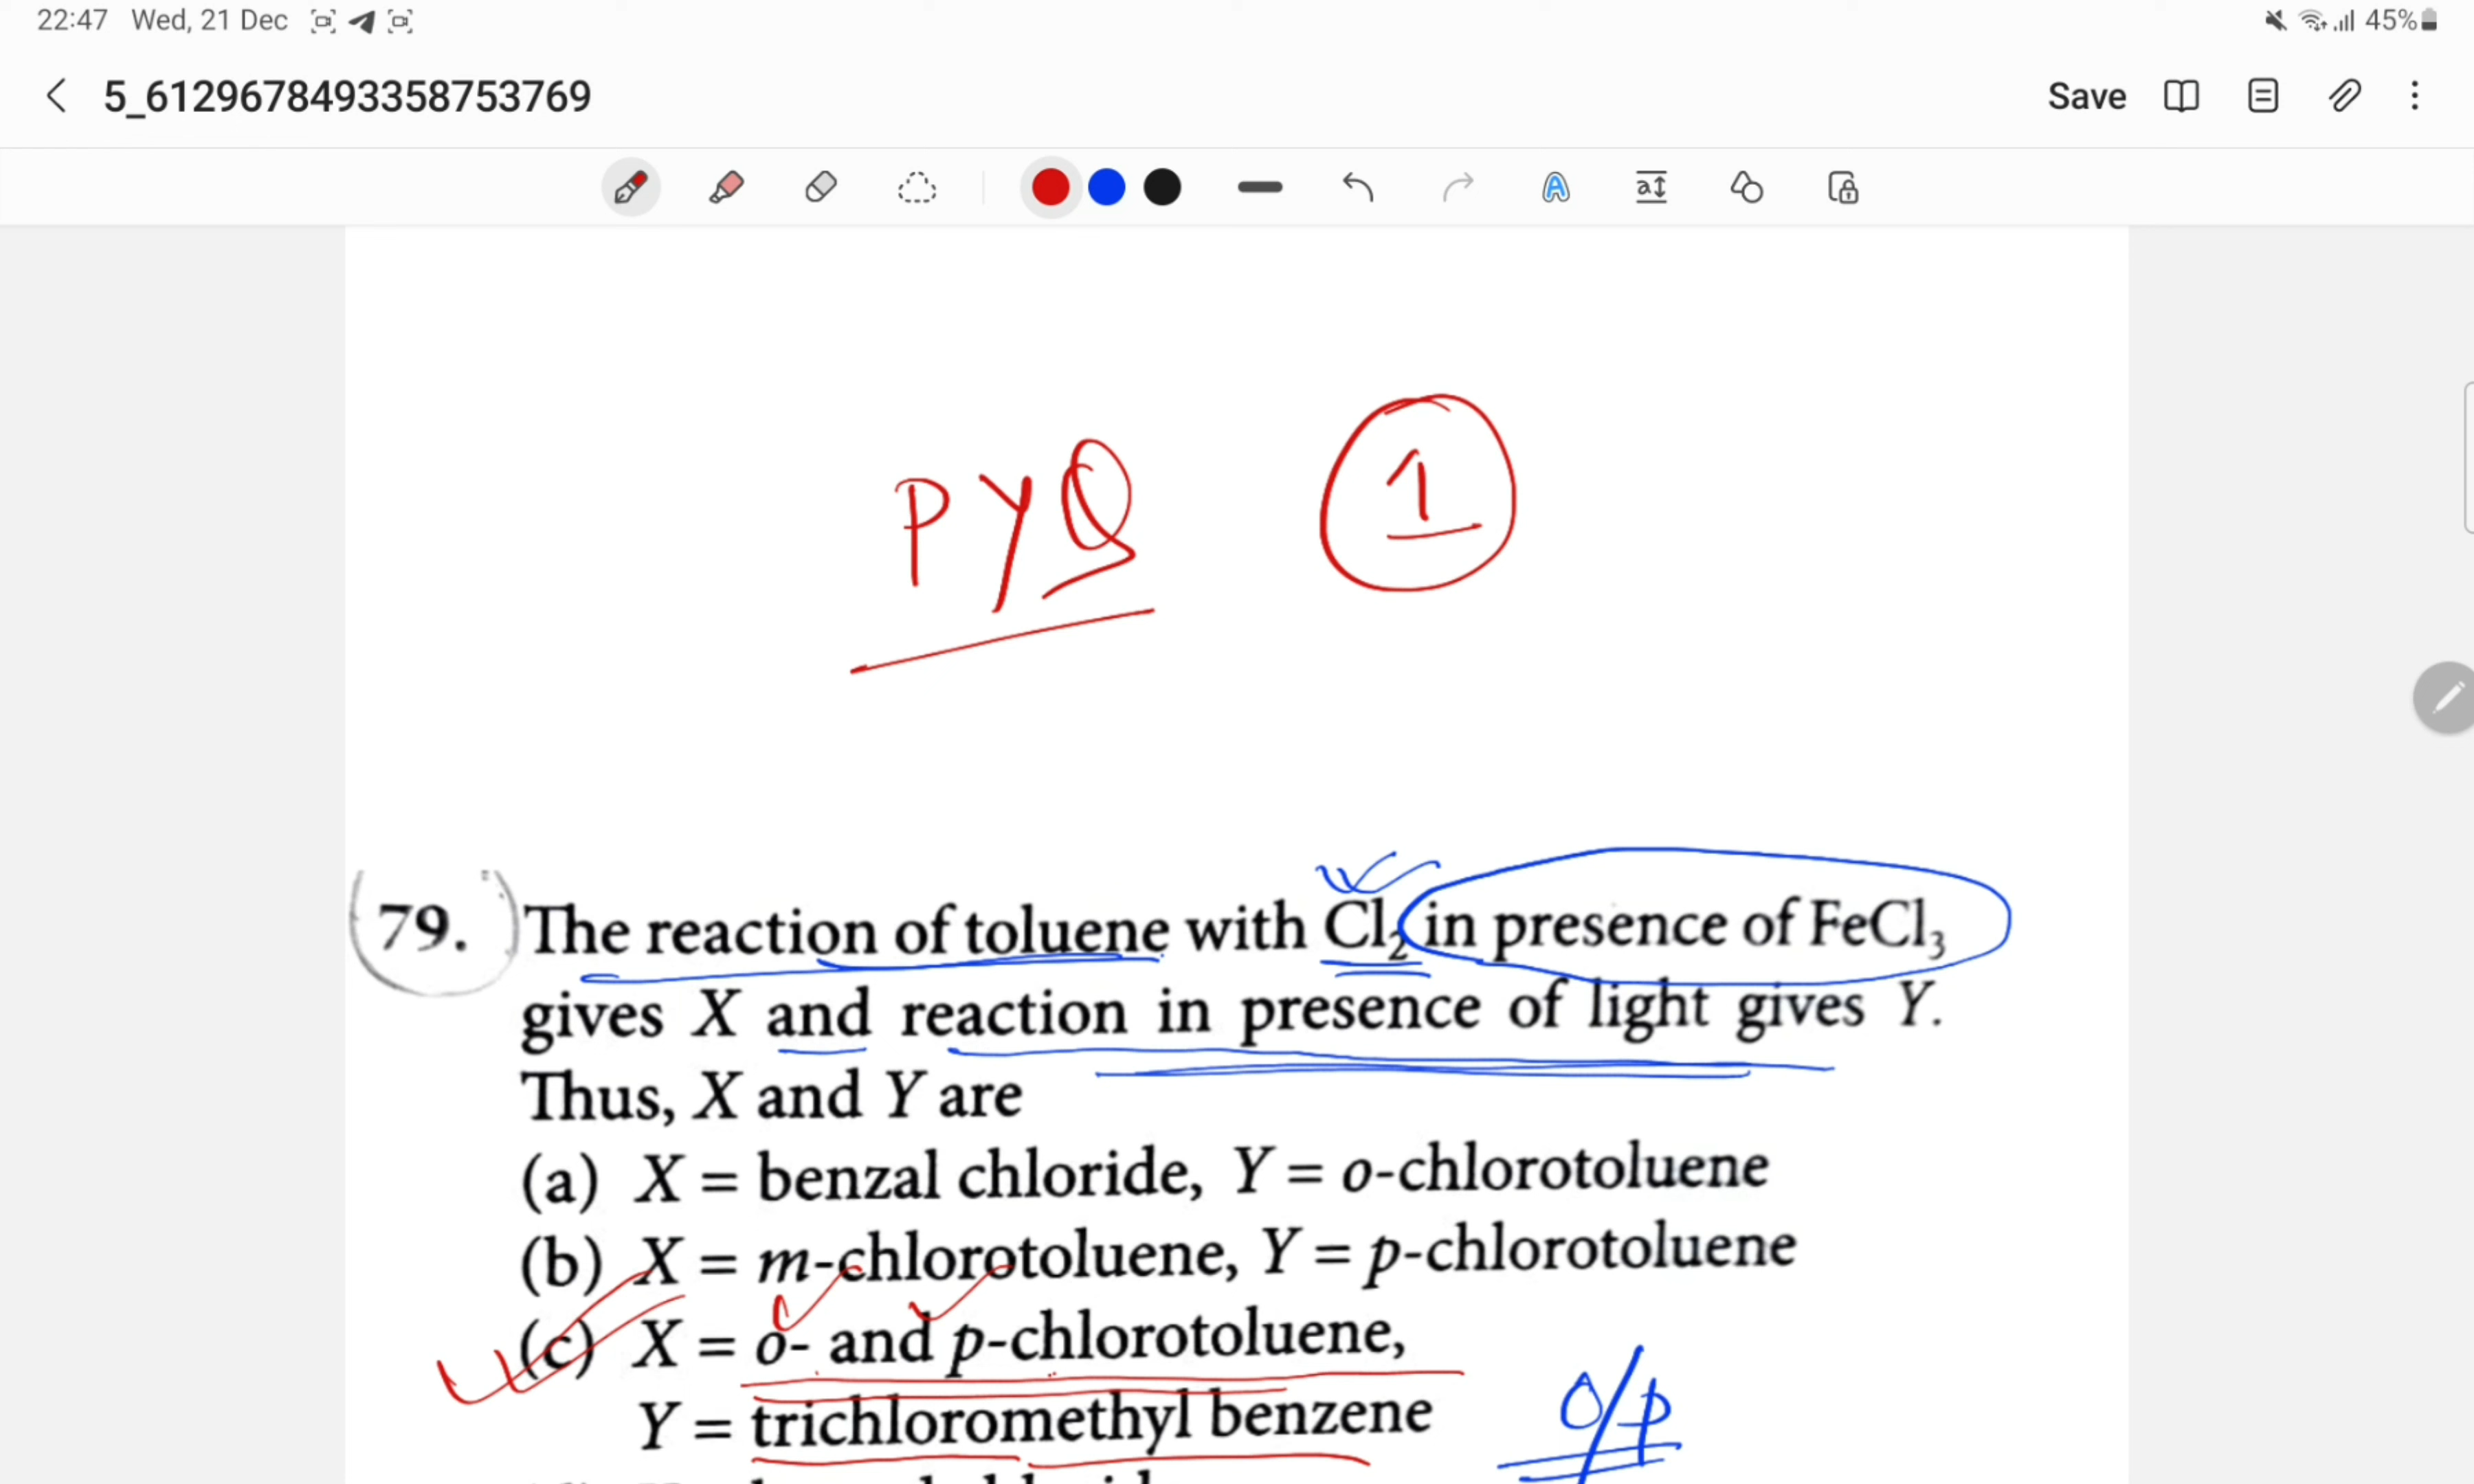 22:47 Wed, 21 Dec
45%
5_6129678493358753769
Save
PYQ 1
79. The reaction of toluene with Cl₂ in presence of FeCl₃
gives X and reaction in presence of light gives Y.
Thus, X and Y are
(a) X = benzal chloride, Y = o-chlorotoluene
(b) X = m-chlorotoluene, Y = p-chlorotoluene
(c) X = o- and p-chlorotoluene,
Y = trichloromethyl benzene
O/p